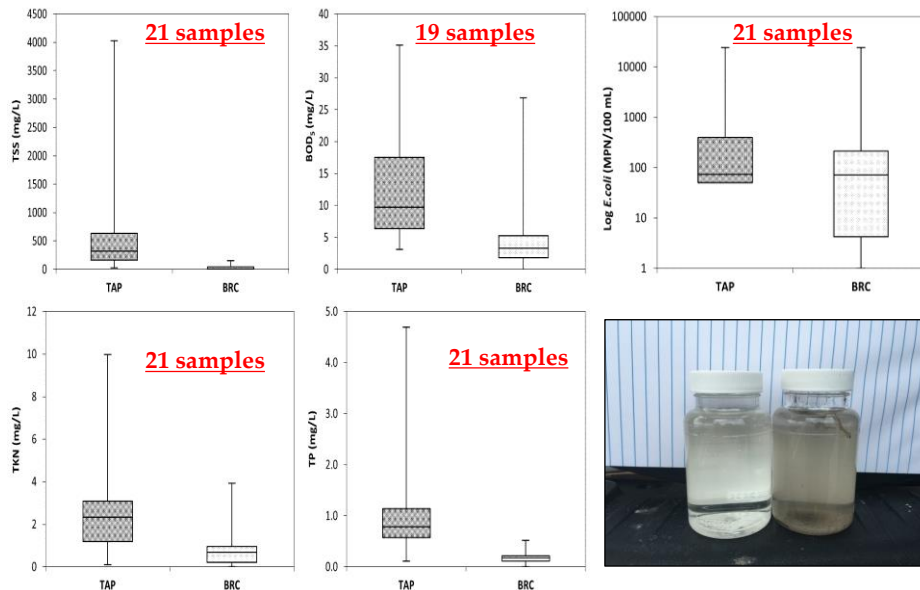 21 samples
TSS (mg/L)
4500
4000
3500
3000
2500
2000
1500
1000
500
0
TAP BRC
19 samples
BOD₅ (mg/L)
40
35
30
25
20
15
10
5
0
TAP BRC
21 samples
Log E.coli (MPN/100 mL)
100000
10000
1000
100
10
1
TAP BRC
21 samples
TKN (mg/L)
12
10
8
6
4
2
0
TAP BRC
21 samples
TP (mg/L)
5.0
4.0
3.0
2.0
1.0
0.0
TAP BRC